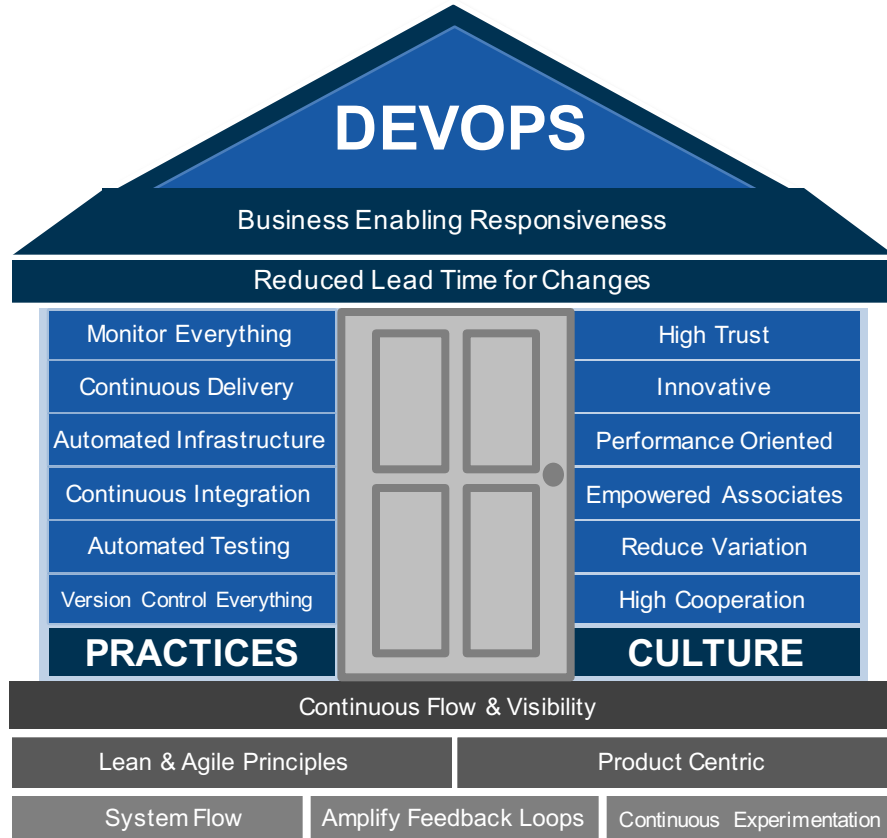 DEVOPS
Business Enabling Responsiveness
Reduced Lead Time for Changes
Monitor Everything
Continuous Delivery
Automated Infrastructure
Continuous Integration
Automated Testing
Version Control Everything
PRACTICES
High Trust
Innovative
Performance Oriented
Empowered Associates
Reduce Variation
High Cooperation
CULTURE
Continuous Flow & Visibility
Lean & Agile Principles
Product Centric
System Flow
Amplify Feedback Loops
Continuous Experimentation